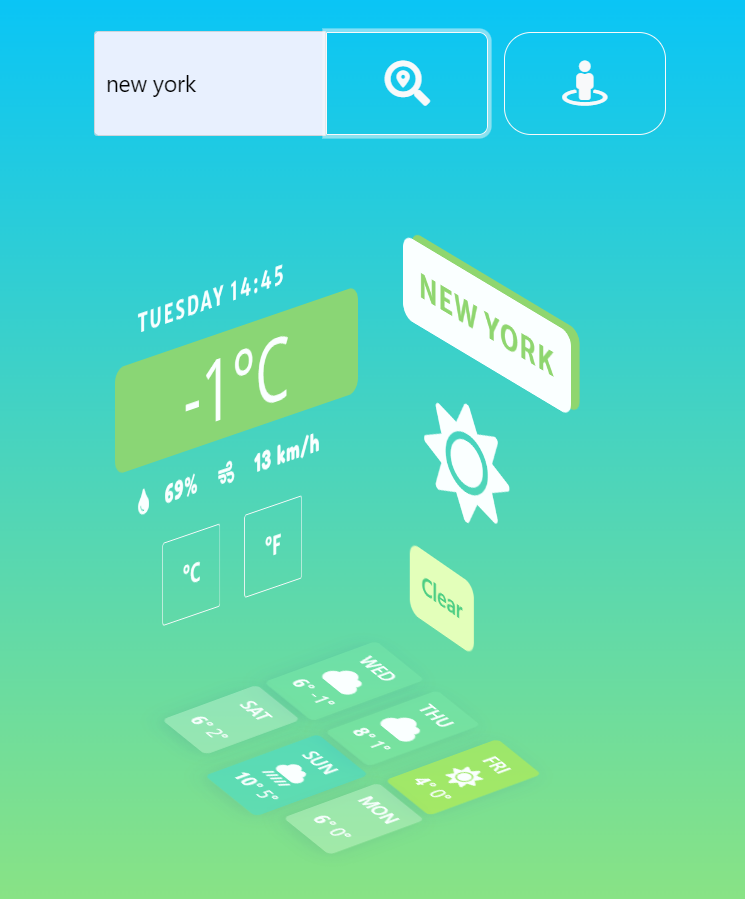 new york
TUESDAY 14:45
-1°C
69% 13 km/h
°C
°F
NEW YORK
Clear
WED
6° -1°
THU
8° 1°
FRI
4° 0°
SAT
6° 2°
SUN
10° 5°
MON
6° 0°